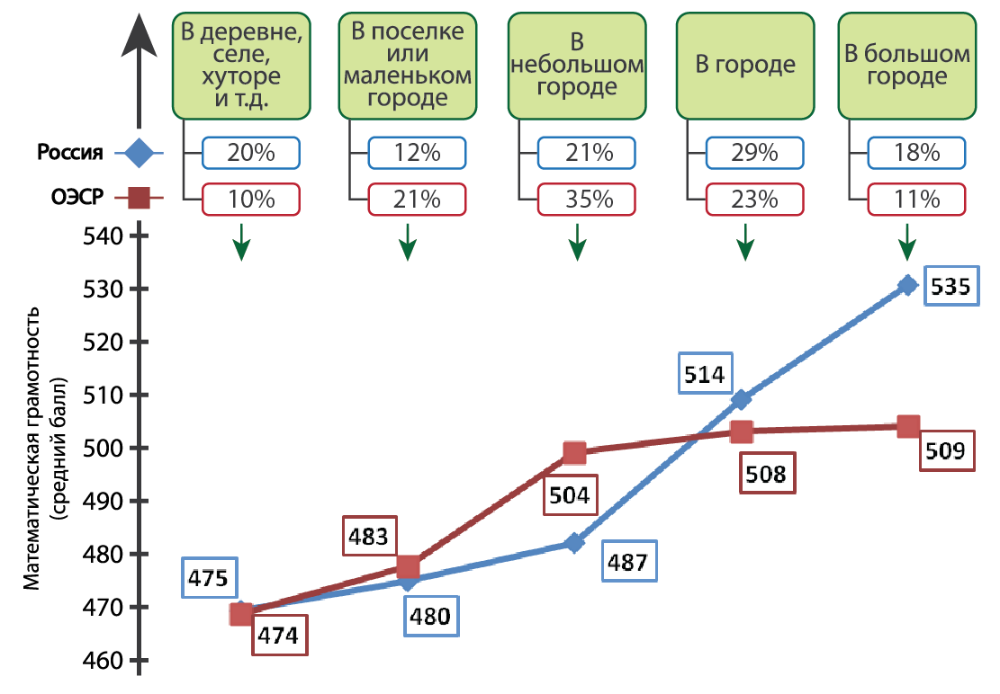 В деревне,
селе,
хуторе
и т.д.
В поселке
или
маленьком
городе
В
небольшом
городе
В городе
В большом
городе
Россия
20%
12%
21%
29%
18%
ОЭСР
10%
21%
35%
23%
11%
Математическая грамотность
(средний балл)
540
530
520
510
500
490
480
470
460
475
474
483
480
504
487
514
508
535
509